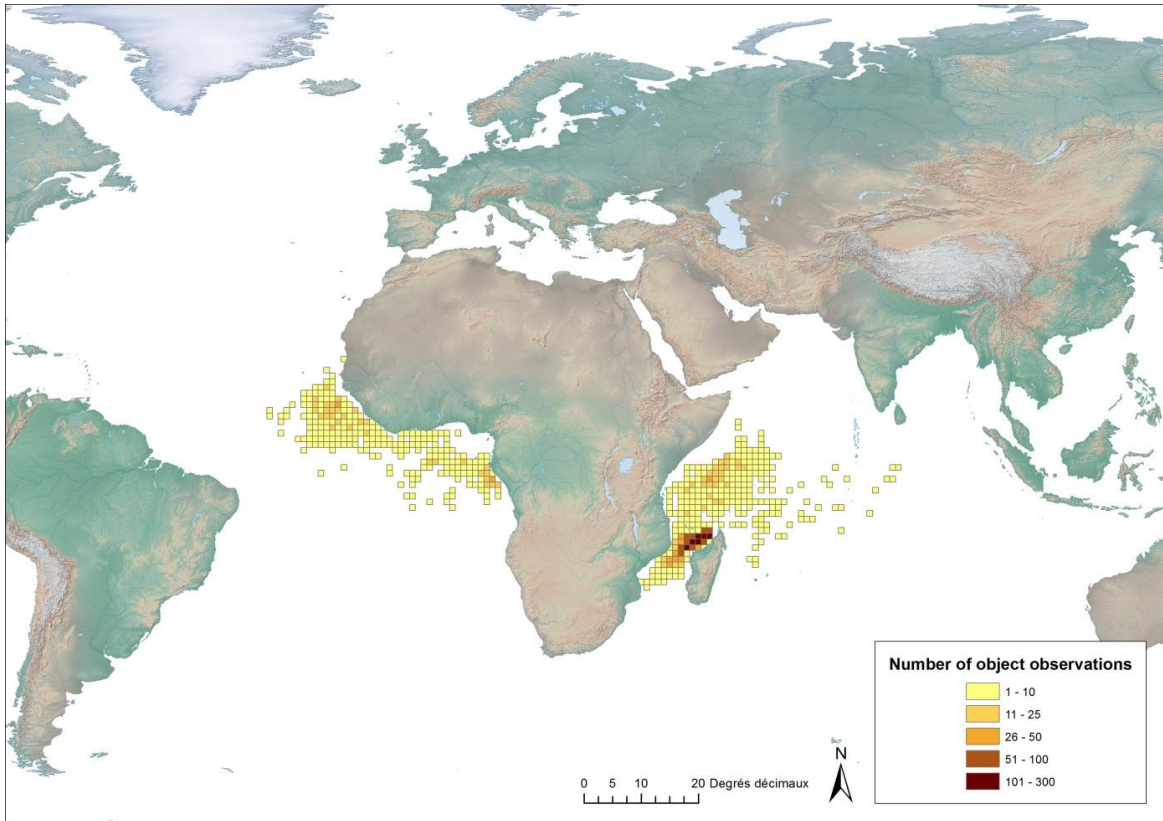 Number of object observations
1 - 10
11 - 25
26 - 50
51 - 100
101 - 300
0 5 10 20 Degrés décimaux
N